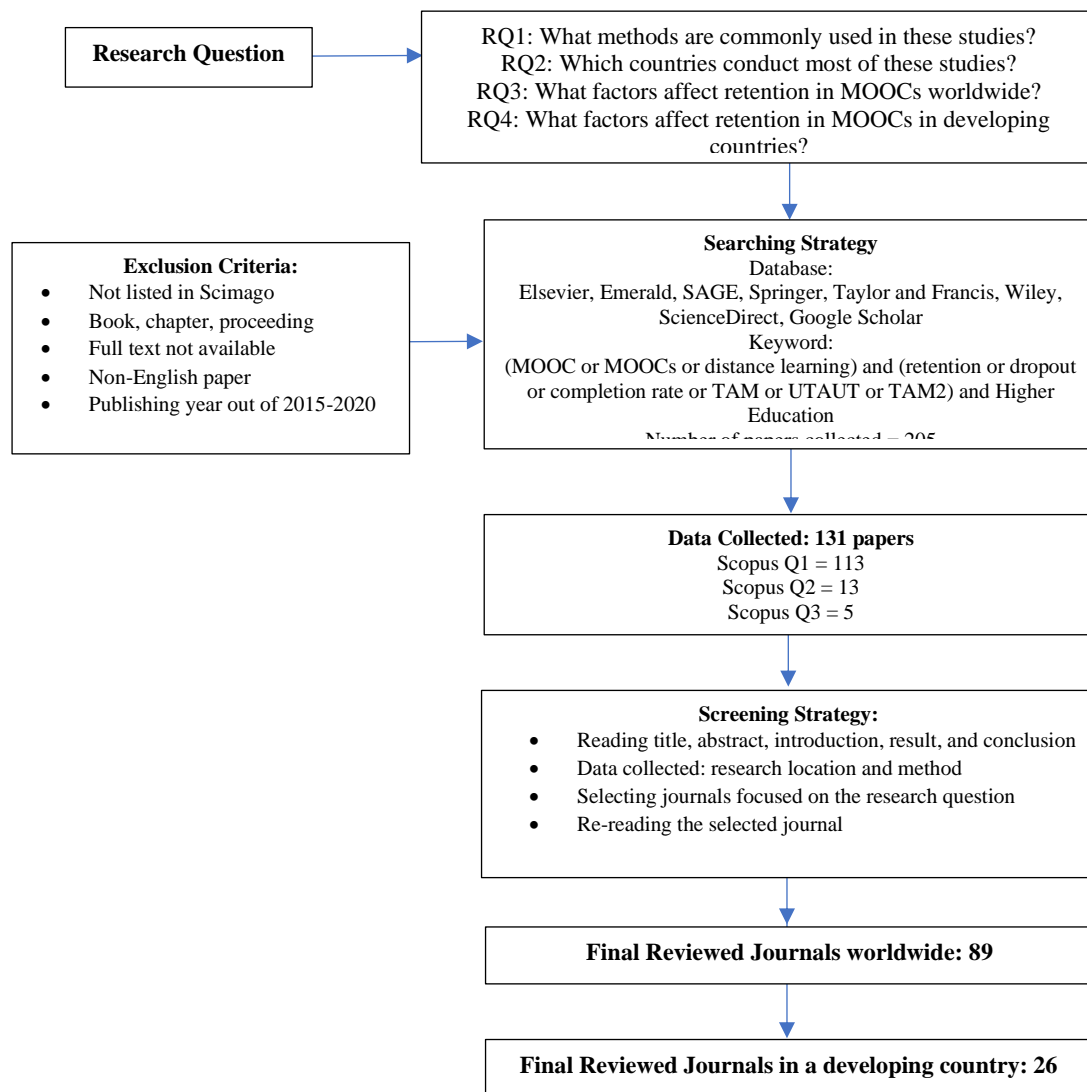 Research Question
RQ1: What methods are commonly used in these studies?
RQ2: Which countries conduct most of these studies?
RQ3: What factors affect retention in MOOCs worldwide?
RQ4: What factors affect retention in MOOCs in developing
countries?
Exclusion Criteria:
• Not listed in Scimago
• Book, chapter, proceeding
• Full text not available
• Non-English paper
• Publishing year out of 2015-2020
Searching Strategy
Database:
Elsevier, Emerald, SAGE, Springer, Taylor and Francis, Wiley,
ScienceDirect, Google Scholar
Keyword:
(MOOC or MOOCs or distance learning) and (retention or dropout
or completion rate or TAM or UTAUT or TAM2) and Higher
Education
Number of papers collected = 205
Data Collected: 131 papers
Scopus Q1 = 113
Scopus Q2 = 13
Scopus Q3 = 5
Screening Strategy:
• Reading title, abstract, introduction, result, and conclusion
• Data collected: research location and method
• Selecting journals focused on the research question
• Re-reading the selected journal
Final Reviewed Journals worldwide: 89
Final Reviewed Journals in a developing country: 26